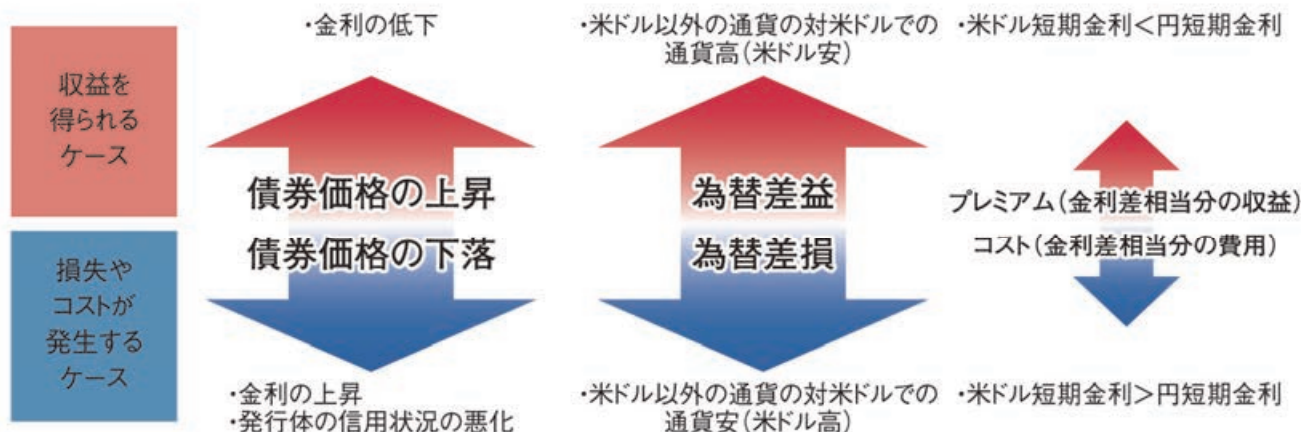 収益を
得られる
ケース
・金利の低下
・米ドル以外の通貨の対米ドルでの
通貨高(米ドル安)
・米ドル短期金利<円短期金利
債券価格の上昇
為替差益
プレミアム(金利差相当分の収益)
損失や
コストが
発生する
ケース
債券価格の下落
為替差損
コスト(金利差相当分の費用)
・金利の上昇
・発行体の信用状況の悪化
・米ドル以外の通貨の対米ドルでの
通貨安(米ドル高)
・米ドル短期金利>円短期金利